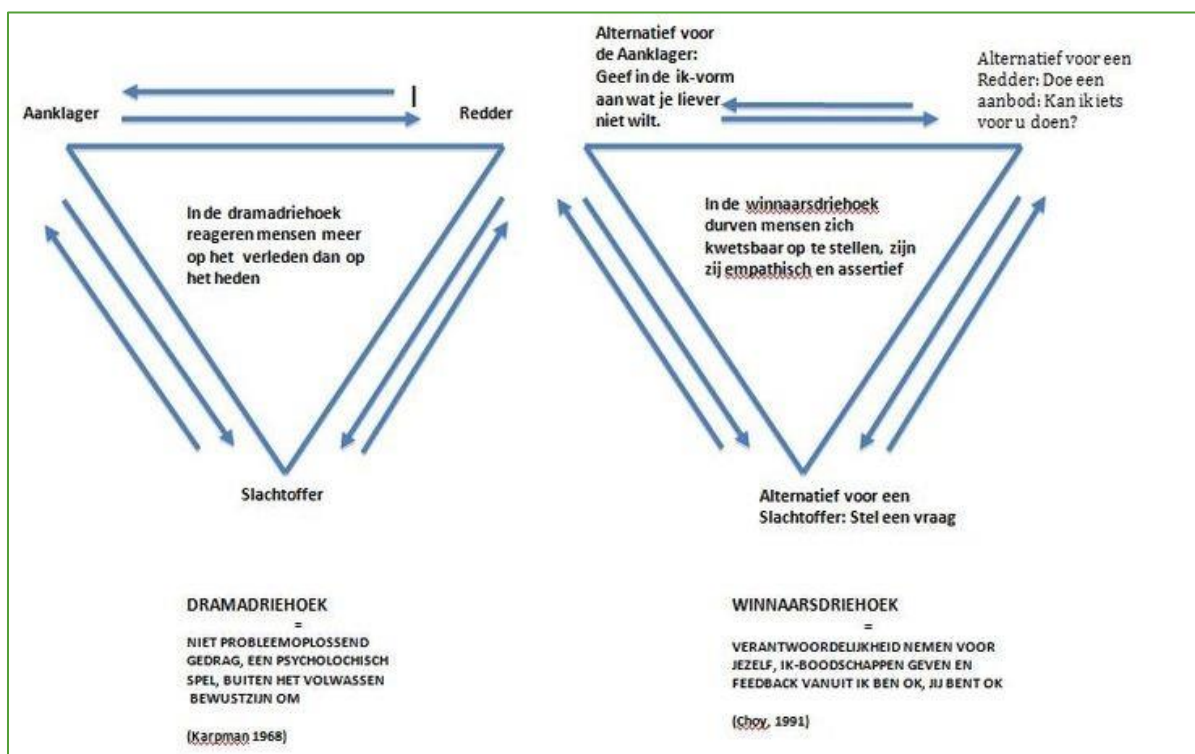 Aanklager
Redder
In de dramadriehoek
reageren mensen meer
op het verleden dan op
het heden
Slachtoffer
DRAMADRIEHOEK
=
NIET PROBLEEMOPLOSSEND
GEDRAG, EEN PSYCHOLOCHISCH
SPEL, BUITEN HET VOLWASSEN
BEWUSTZIJN OM
(Karpman 1968)
Alternatief voor
de Aanklager:
Geef in de ik-vorm
aan wat je liever
niet wilt.
Alternatief voor een
Redder: Doe een
aanbod: Kan ik iets
voor u doen?
In de winnaarsdriehoek
durven mensen zich
kwetsbaar op te stellen, zijn
zij empathisch en assertief
Alternatief voor een
Slachtoffer: Stel een vraag
WINNAARSDRIEHOEK
=
VERANTWOORDELIJKHEID NEMEN VOOR
JEZELF, IK-BOODSCHAPPEN GEVEN EN
FEEDBACK VANUIT IK BEN OK, JIJ BENT OK
(Choy, 1991)